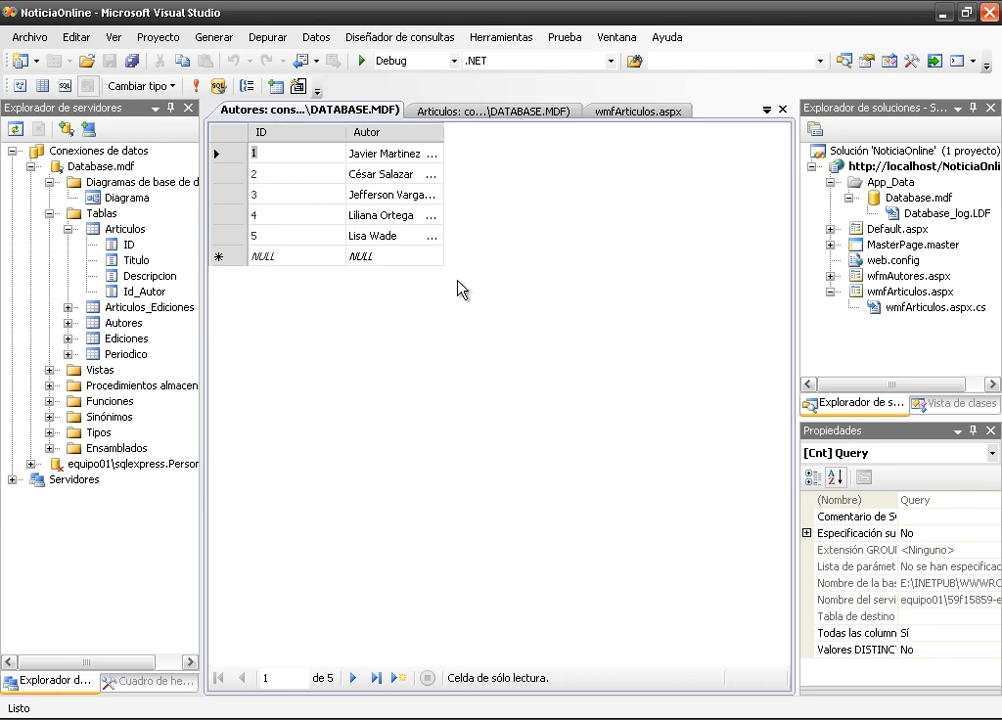 NoticiaOnline - Microsoft Visual Studio
Archivo Editar Ver Proyecto Generar Depurar Datos Diseñador de consultas Herramientas Prueba Ventana Ayuda
Debug .NET
Cambiar tipo
Explorador de servidores
Conexiones de datos
Database.mdf
Diagramas de base de d
Diagrama
Tablas
Articulos
ID
Titulo
Descripcion
Id_Autor
Articulos_Ediciones
Autores
Ediciones
Periodico
Vistas
Procedimientos almacen
Funciones
Sinónimos
Tipos
Ensamblados
equipo01\sqlexpress.Person
Servidores
Explorador d... Cuadro de he...
Autores: cons...\DATABASE.MDF) Articulos: co...\DATABASE.MDF) wmfArticulos.aspx
ID Autor
1 Javier Martinez ...
2 César Salazar ...
3 Jefferson Varga...
4 Liliana Ortega ...
5 Lisa Wade ...
NULL NULL
1 de 5 Celda de sólo lectura.
Explorador de soluciones - S...
Solución 'NoticiaOnline' (1 proyecto)
http://localhost/NoticiaOnli
App_Data
Database.mdf
Database_log.LDF
Default.aspx
MasterPage.master
web.config
wfmAutores.aspx
wmfArticulos.aspx
wmfArticulos.aspx.cs
Explorador de s... Vista de clases
Propiedades
[Cnt] Query
(Nombre) Query
Comentario de S
Especificación su No
Extensión GROU <Ninguno>
Lista de parámet No se han especificac
Nombre de la bas E:\INETPUB\WWWRO
Nombre del servi equipo01\59f15859-e
Tabla de destino
Todas las column Sí
Valores DISTINC No
Listo